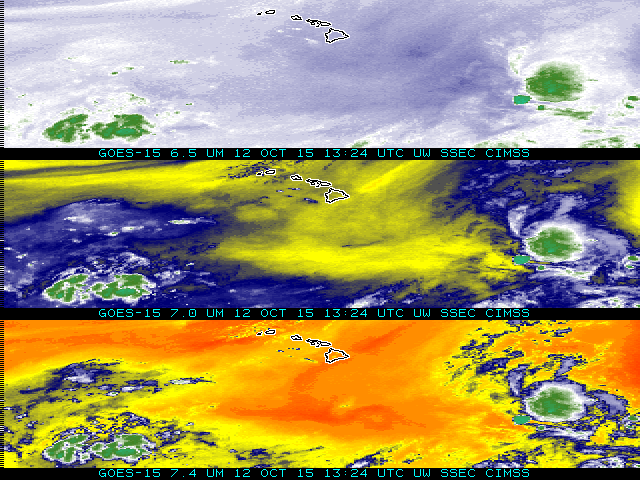 GOES-15 6.5 UM 12 OCT 15 13:24 UTC UW SSEC CIMSS
GOES-15 7.0 UM 12 OCT 15 13:24 UTC UW SSEC CIMSS
GOES-15 7.4 UM 12 OCT 15 13:24 UTC UW SSEC CIMSS